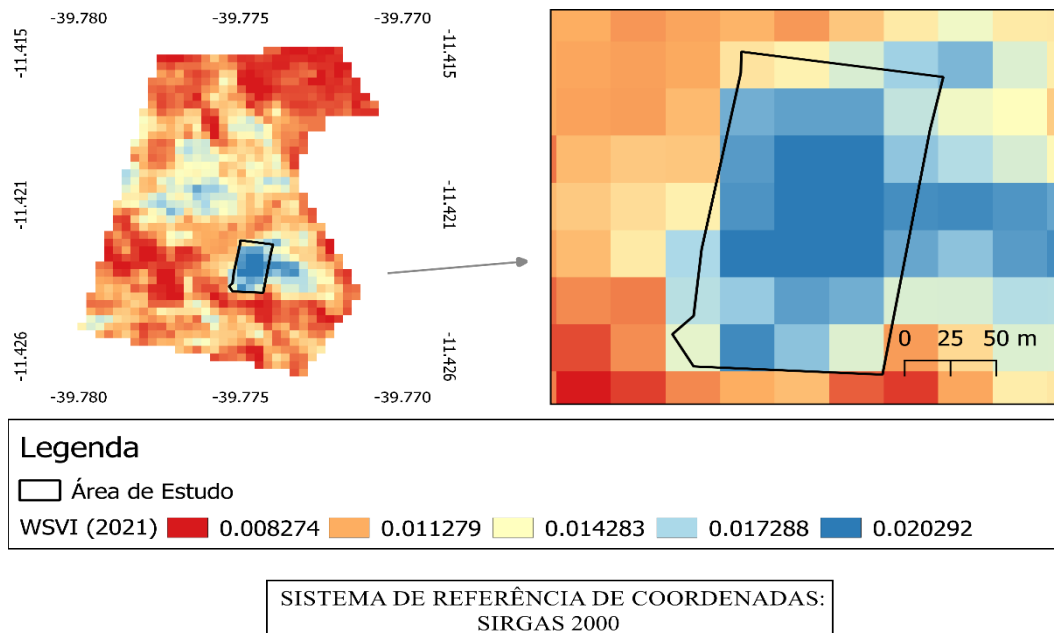 -39.780 -39.775 -39.770
-11.415 -11.415
-11.421 -11.421
-11.426 -11.426
-39.780 -39.775 -39.770
0 25 50 m
Legenda
Área de Estudo
WSVI (2021) 0.008274 0.011279 0.014283 0.017288 0.020292
SISTEMA DE REFERÊNCIA DE COORDENADAS:
SIRGAS 2000